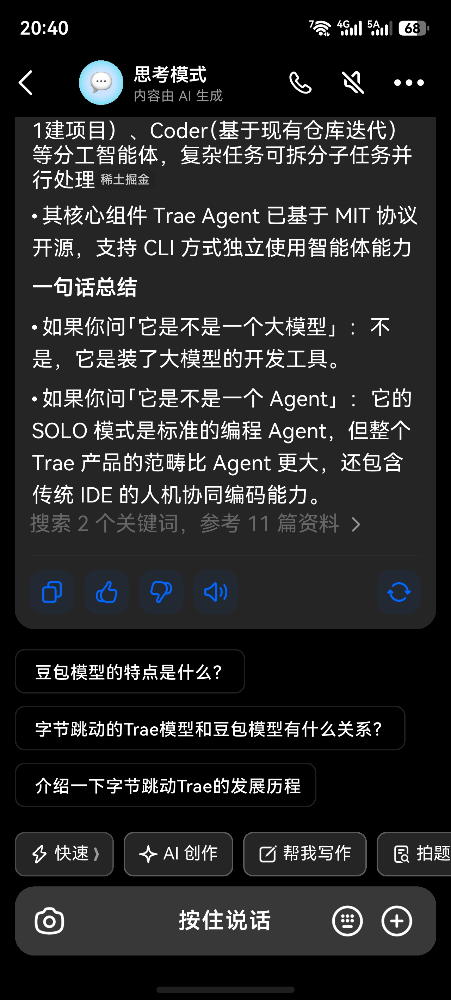 20:40
7 4G 5A 68
思考模式
内容由 AI 生成
1建项目）、Coder（基于现有仓库迭代）
等分工智能体，复杂任务可拆分子任务并
行处理 稀土掘金
• 其核心组件 Trae Agent 已基于 MIT 协议
开源，支持 CLI 方式独立使用智能体能力
一句话总结
• 如果你问「它是不是一个大模型」：不
是，它是装了大模型的开发工具。
• 如果你问「它是不是一个 Agent」：它的
SOLO 模式是标准的编程 Agent，但整个
Trae 产品的范畴比 Agent 更大，还包含
传统 IDE 的人机协同编码能力。
搜索 2 个关键词，参考 11 篇资料
豆包模型的特点是什么？
字节跳动的Trae模型和豆包模型有什么关系？
介绍一下字节跳动Trae的发展历程
快速 AI 创作 帮我写作 拍题
按住说话